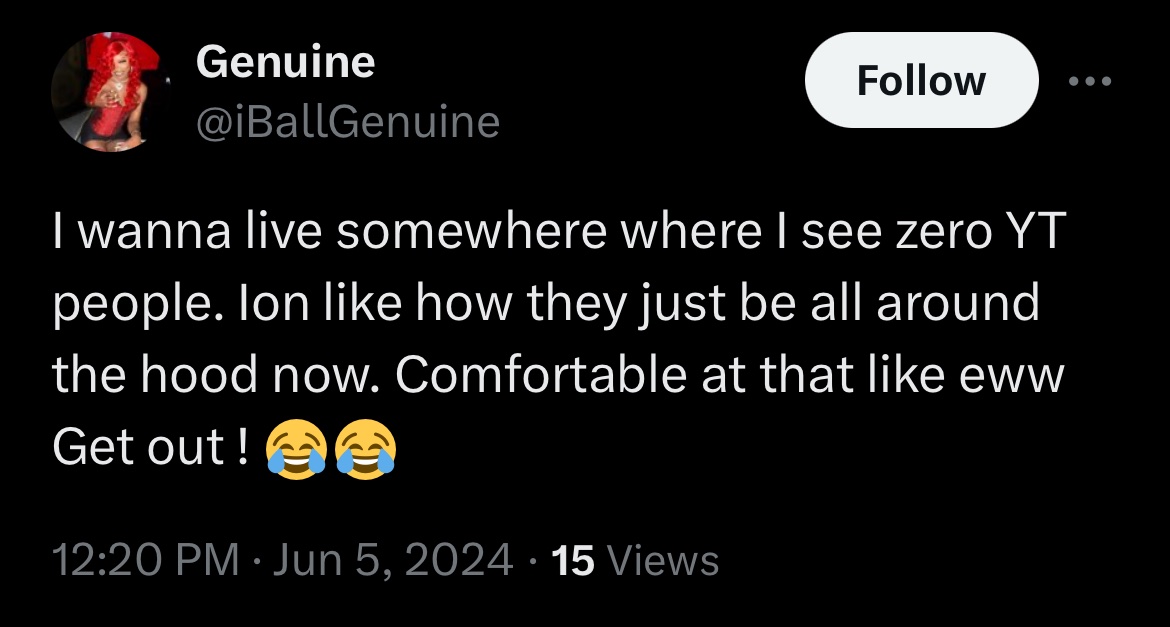 Genuine
@iBallGenuine
Follow
I wanna live somewhere where I see zero YT
people. Ion like how they just be all around
the hood now. Comfortable at that like eww
Get out ! 😂😂
12:20 PM · Jun 5, 2024 · 15 Views